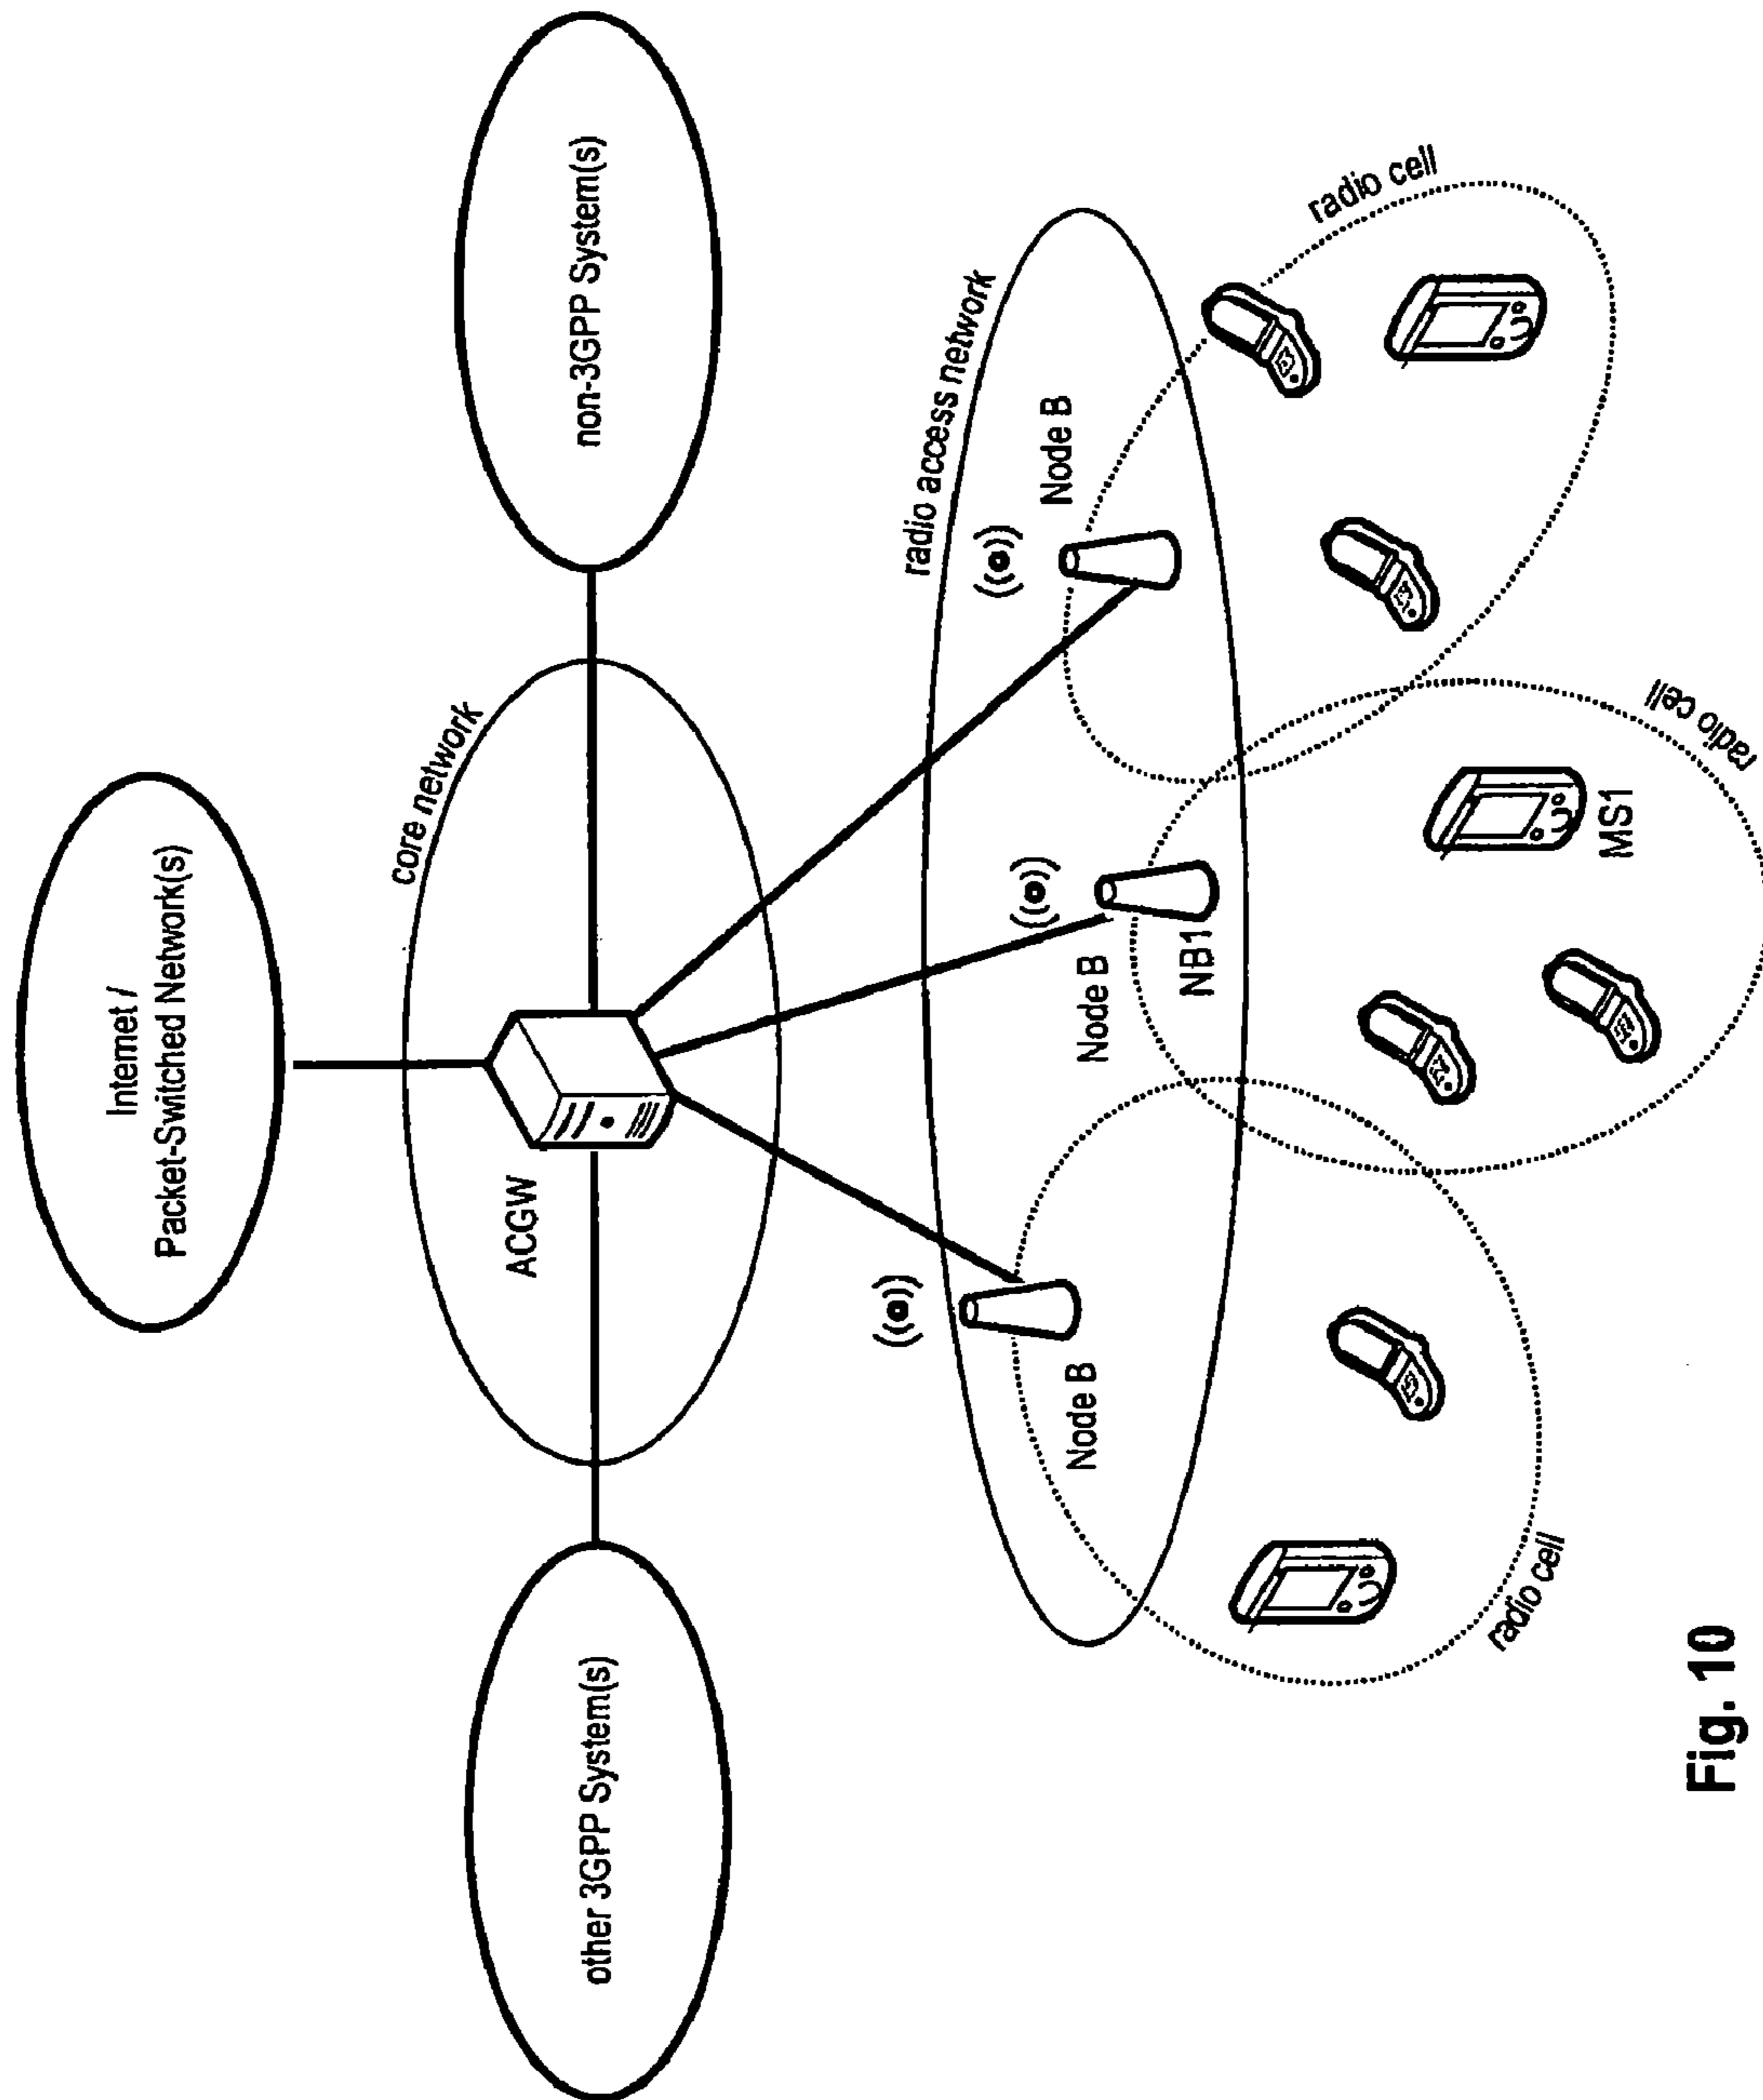 Internet /
Packet-Switched Network(s)
core network
ACGW
other 3GPP System(s)
non-3GPP System(s)
radio access network
Node B
Node B
NB1
Node B
MS1
radio cell
radio cell
radio cell
Fig. 10